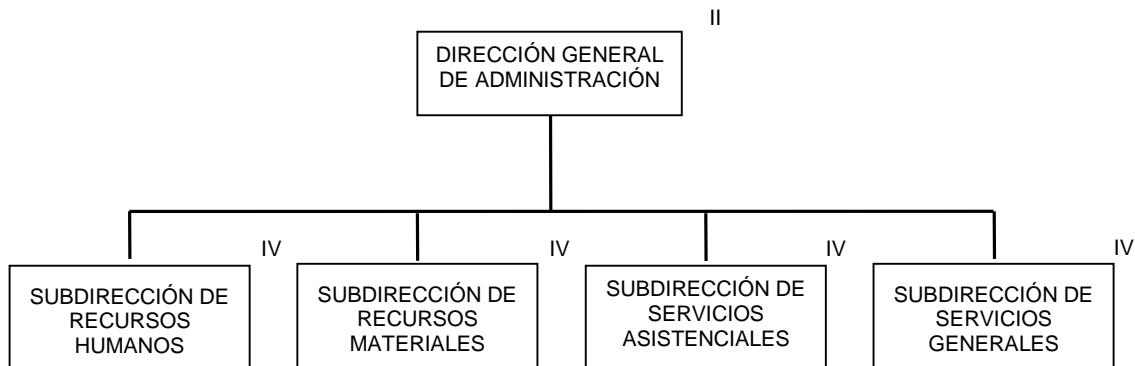 II
DIRECCIÓN GENERAL
DE ADMINISTRACIÓN
IV
SUBDIRECCIÓN DE
RECURSOS
HUMANOS
IV
SUBDIRECCIÓN DE
RECURSOS
MATERIALES
IV
SUBDIRECCIÓN DE
SERVICIOS
ASISTENCIALES
IV
SUBDIRECCIÓN DE
SERVICIOS
GENERALES